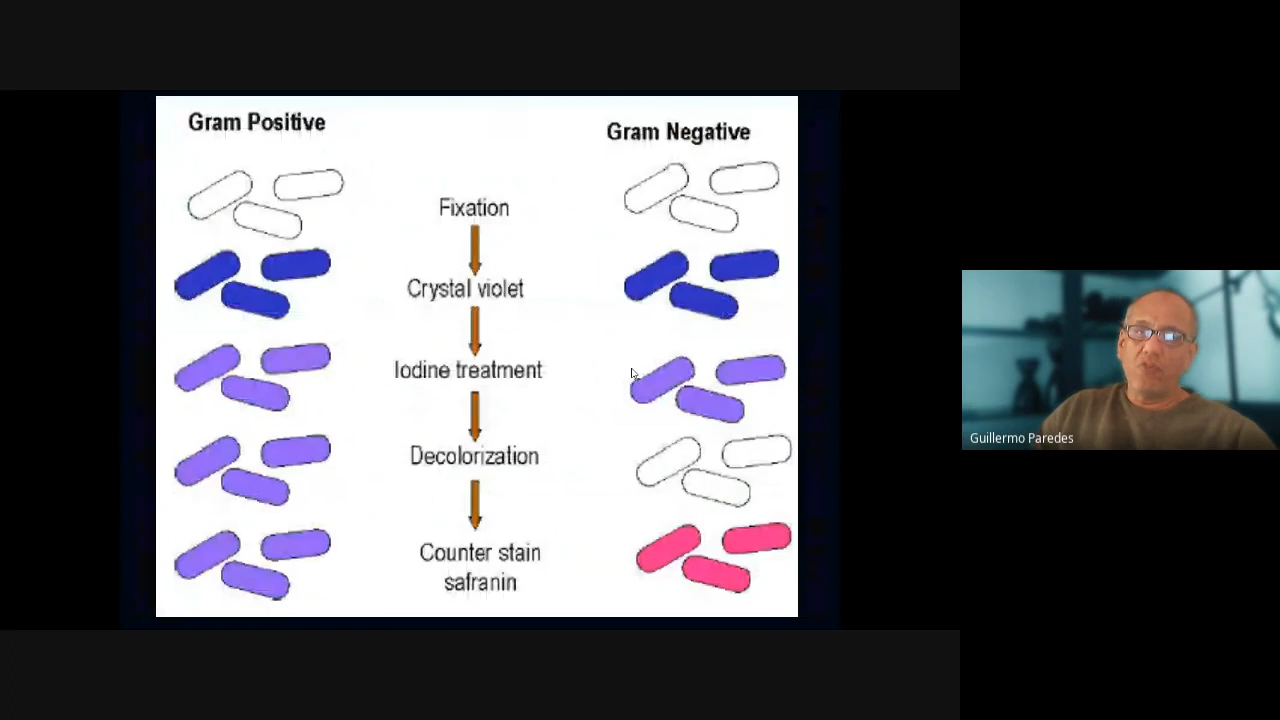 Gram Positive
Gram Negative
Fixation
Crystal violet
Iodine treatment
Decolorization
Counter stain
safranin
Guillermo Paredes